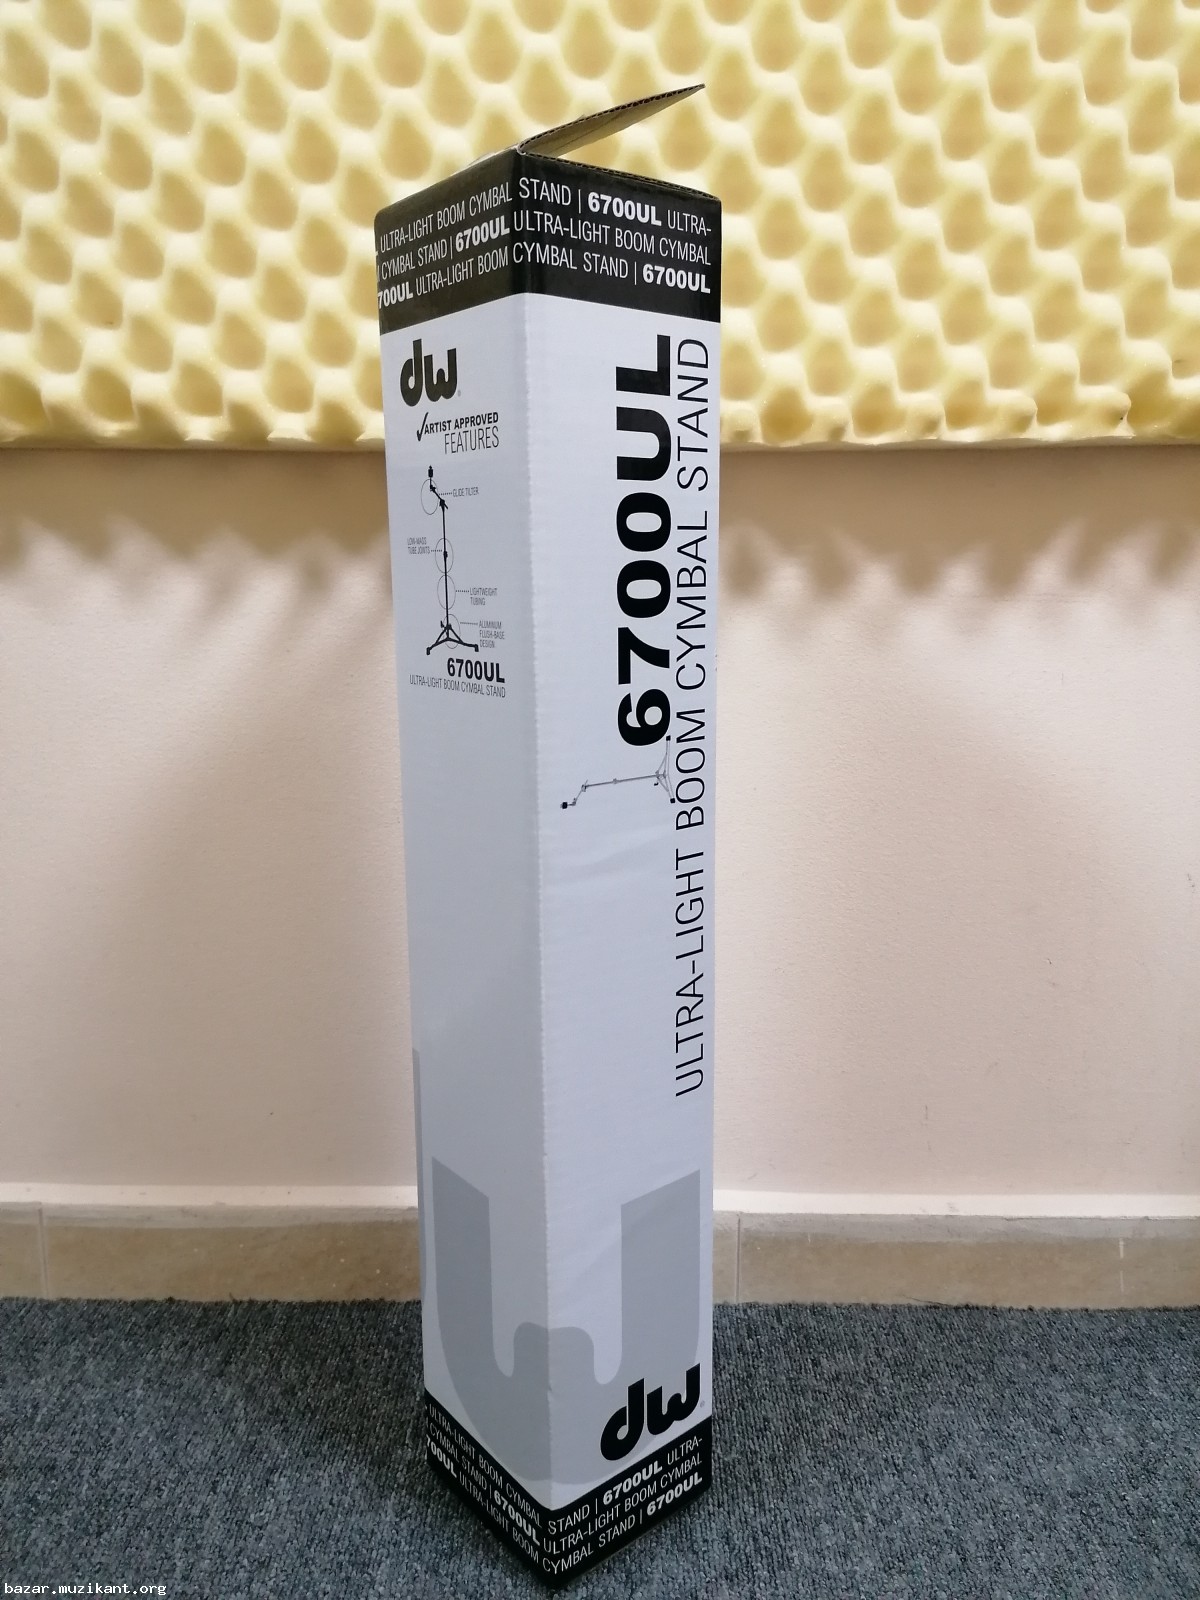 ULTRA-LIGHT BOOM CYMBAL STAND | 6700UL ULTRA-
CYMBAL STAND | 6700UL ULTRA-LIGHT BOOM CYMBAL
700UL ULTRA-LIGHT BOOM CYMBAL STAND | 6700UL
dw
ARTIST APPROVED
FEATURES
GLIDE TILTER
LOW-MASS
TUBE JOINTS
LIGHTWEIGHT
TUBING
ALUMINUM
FLUSH-BASE
DESIGN
6700UL
ULTRA-LIGHT BOOM CYMBAL STAND
6700UL
ULTRA-LIGHT BOOM CYMBAL STAND
dw
ULTRA-LIGHT BOOM CYMBAL STAND | 6700UL ULTRA-
CYMBAL STAND | 6700UL ULTRA-LIGHT BOOM CYMBAL
700UL ULTRA-LIGHT BOOM CYMBAL STAND | 6700UL
bazar.muzikant.org